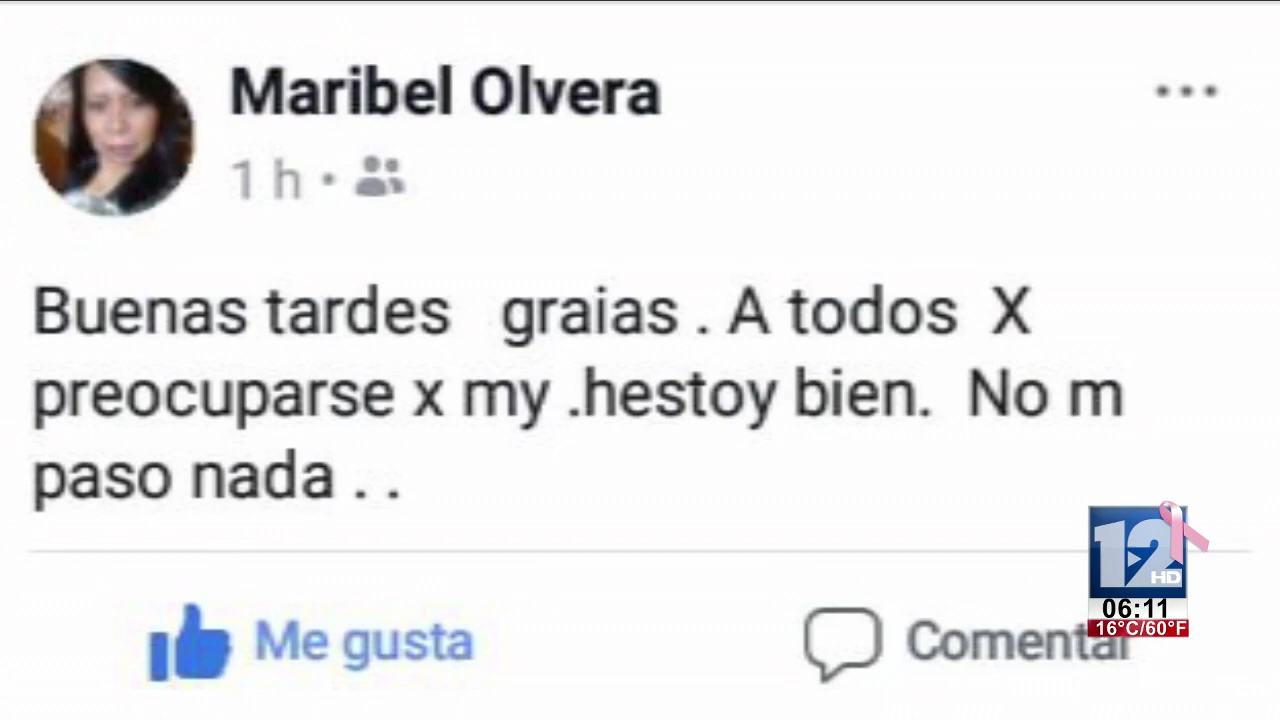 Maribel Olvera
1 h
Buenas tardes graias . A todos X
preocuparse x my .hestoy bien. No m
paso nada . .
Me gusta
Comentar
12
HD
06:11
16°C/60°F